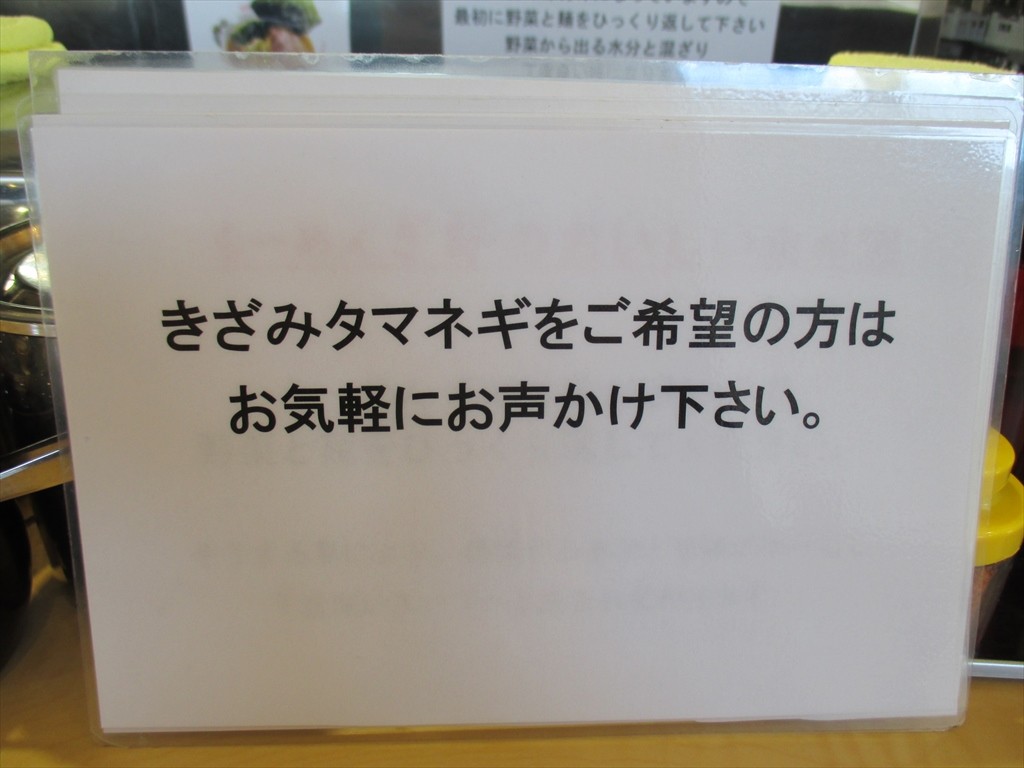 最初に野菜と麺をひっくり返して下さい
野菜から出る水分と混ざり
きざみタマネギをご希望の方は
お気軽にお声かけ下さい。